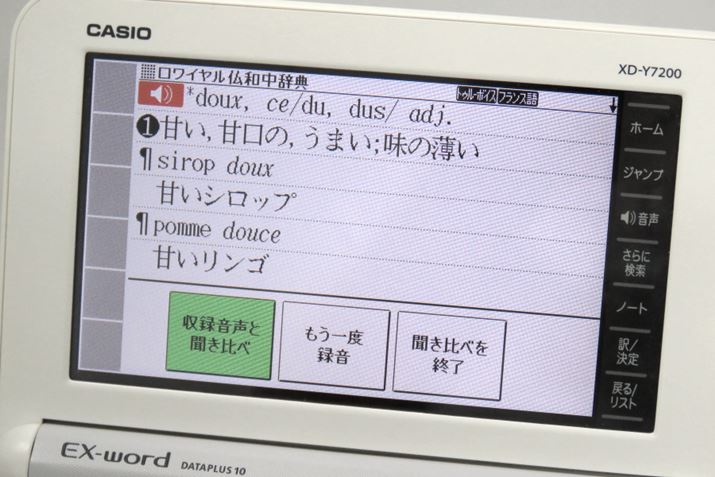 CASIO
XD-Y7200
ロワイヤル仏和中辞典
トゥルーボイス フランス語
*doux, ce/du, dus/ adj.
❶甘い, 甘口の, うまい; 味の薄い
¶sirop doux
甘いシロップ
¶pomme douce
甘いリンゴ
収録音声と
聞き比べ
もう一度
録音
聞き比べを
終了
ホーム
ジャンプ
音声
さらに
検索
ノート
訳/
決定
戻る/
リスト
EX-word DATAPLUS 10